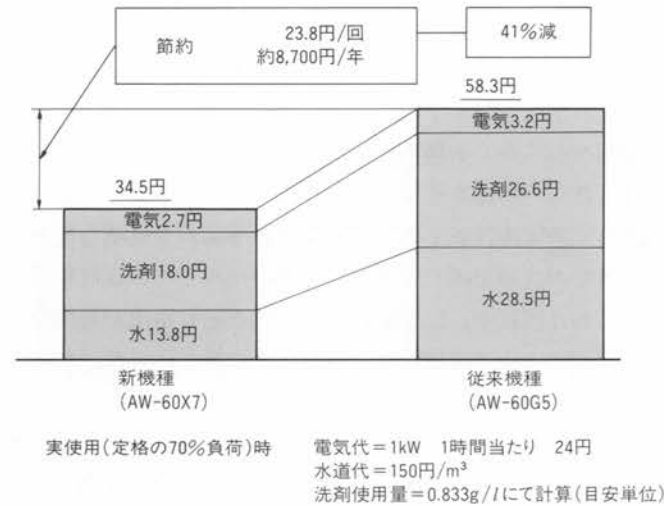 節約 23.8円/回
約8,700円/年
41%減
58.3円
電気3.2円
洗剤26.6円
水28.5円
34.5円
電気2.7円
洗剤18.0円
水13.8円
新機種
(AW-60X7)
従来機種
(AW-60G5)
実使用(定格の70%負荷)時
電気代=1kW 1時間当たり 24円
水道代=150円/m³
洗剤使用量=0.833g/lにて計算(目安単位)